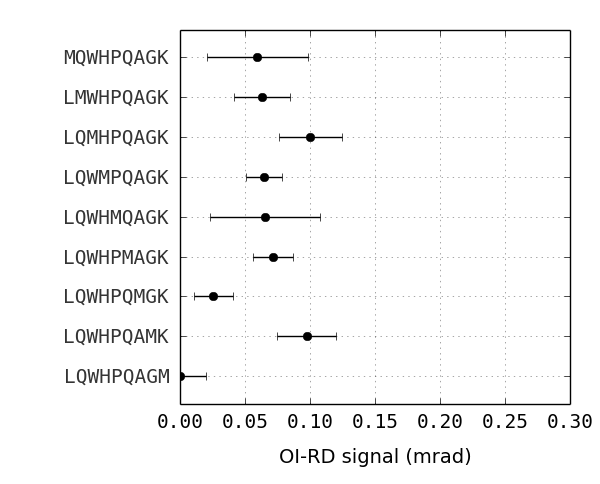 MQWHPQAGK
LMWHPQAGK
LQMHPQAGK
LQWMPQAGK
LQWHMQAGK
LQWHPMAGK
LQWHPQMGK
LQWHPQAMK
LQWHPQAGM
0.00 0.05 0.10 0.15 0.20 0.25 0.30
OI-RD signal (mrad)